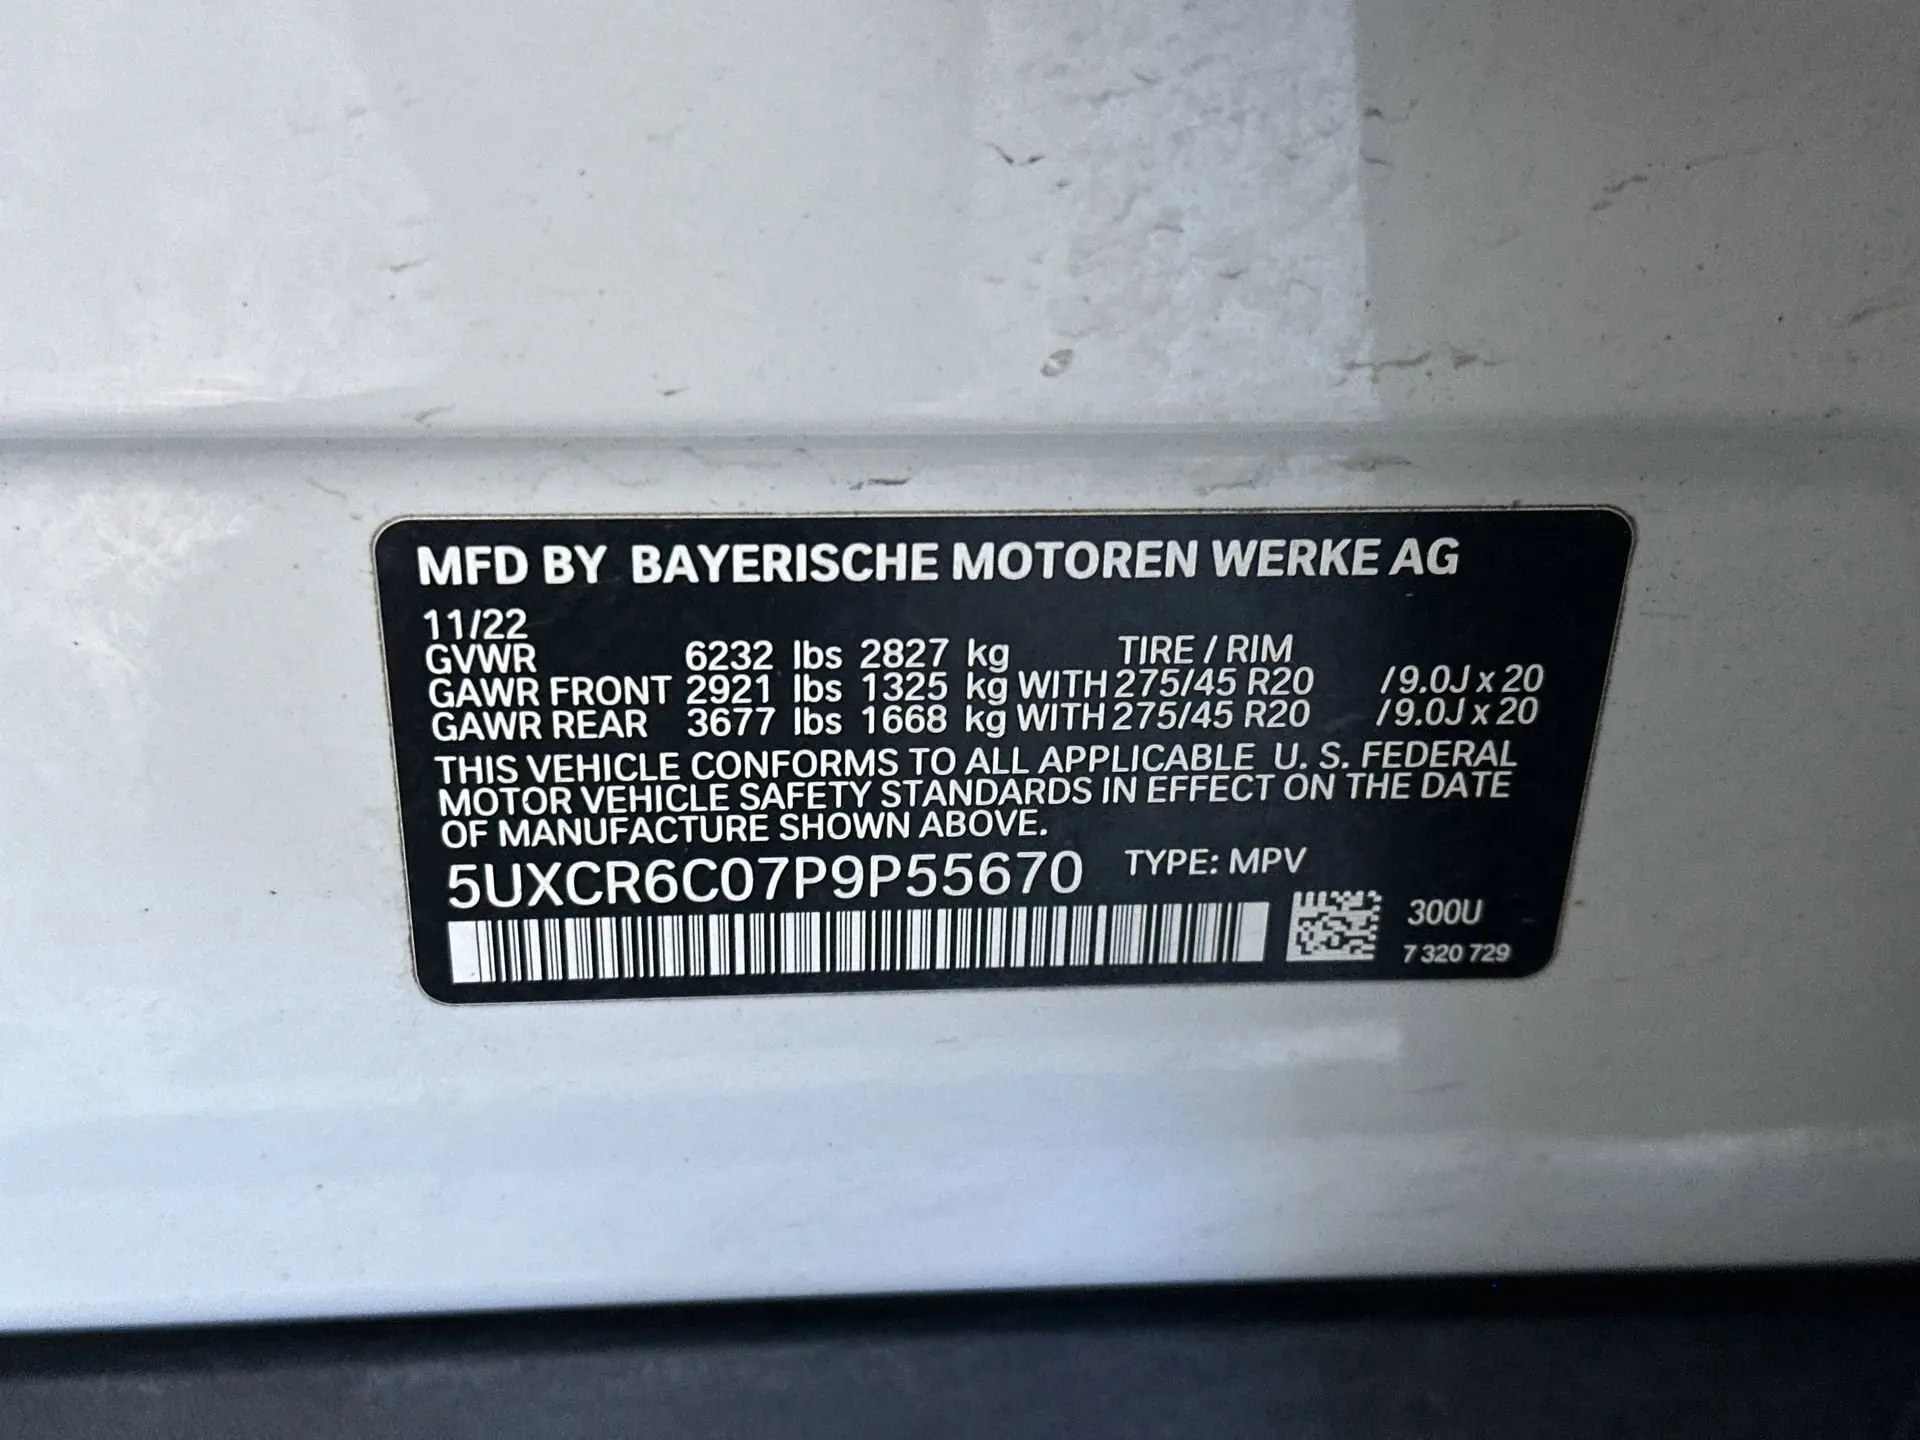 MFD BY BAYERISCHE MOTOREN WERKE AG
11/22
GVWR 6232 lbs 2827 kg TIRE / RIM
GAWR FRONT 2921 lbs 1325 kg WITH 275/45 R20 / 9.0J x 20
GAWR REAR 3677 lbs 1668 kg WITH 275/45 R20 / 9.0J x 20
THIS VEHICLE CONFORMS TO ALL APPLICABLE U. S. FEDERAL
MOTOR VEHICLE SAFETY STANDARDS IN EFFECT ON THE DATE
OF MANUFACTURE SHOWN ABOVE.
5UXCR6C07P9P55670 TYPE: MPV
300U
7 320 729